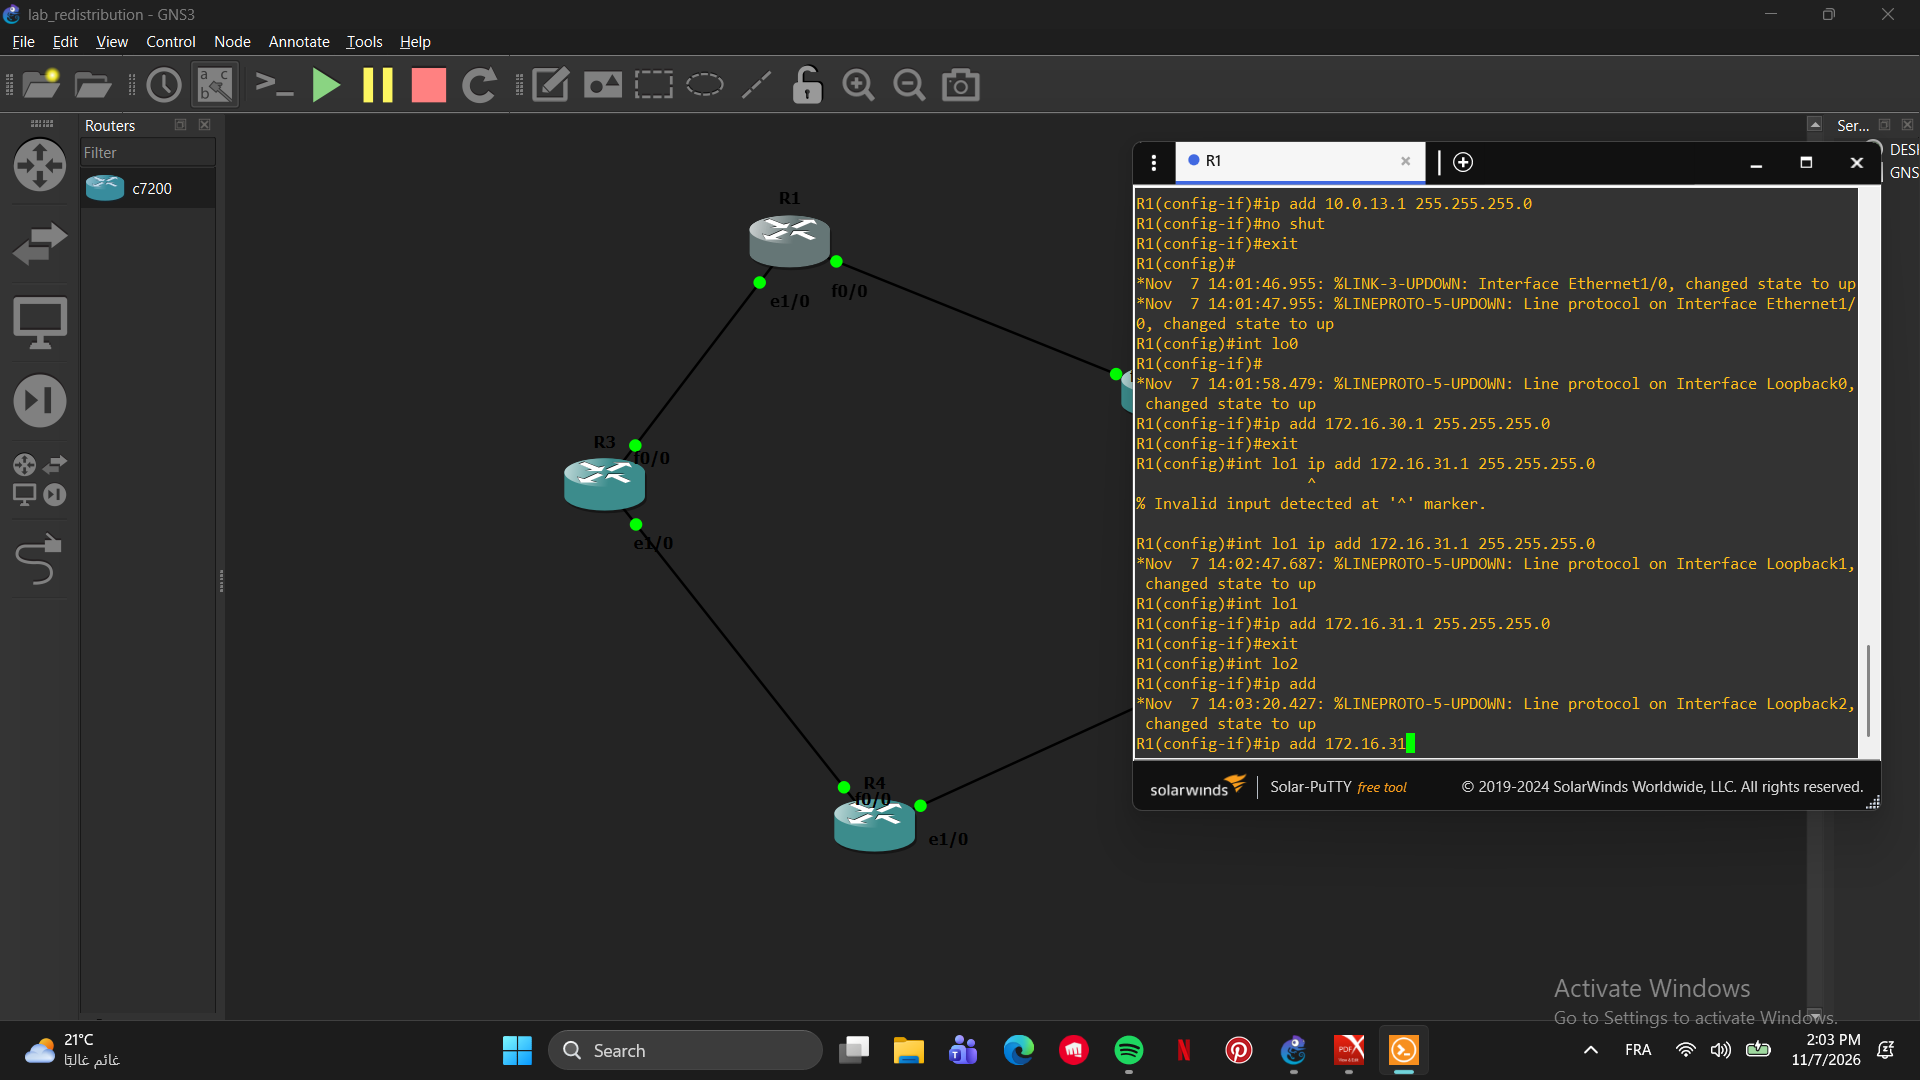 lab_redistribution - GNS3
File Edit View Control Node Annotate Tools Help
Routers
Filter
c7200
R1
e1/0
f0/0
R3
f0/0
e1/0
R4
f0/0
e1/0
Ser...
DESH
GNS
R1
R1(config-if)#ip add 10.0.13.1 255.255.255.0
R1(config-if)#no shut
R1(config-if)#exit
R1(config)#
*Nov  7 14:01:46.955: %LINK-3-UPDOWN: Interface Ethernet1/0, changed state to up
*Nov  7 14:01:47.955: %LINEPROTO-5-UPDOWN: Line protocol on Interface Ethernet1/
0, changed state to up
R1(config)#int lo0
R1(config-if)#
*Nov  7 14:01:58.479: %LINEPROTO-5-UPDOWN: Line protocol on Interface Loopback0,
changed state to up
R1(config-if)#ip add 172.16.30.1 255.255.255.0
R1(config-if)#exit
R1(config)#int lo1 ip add 172.16.31.1 255.255.255.0
^
% Invalid input detected at '^' marker.
R1(config)#int lo1 ip add 172.16.31.1 255.255.255.0
*Nov  7 14:02:47.687: %LINEPROTO-5-UPDOWN: Line protocol on Interface Loopback1,
changed state to up
R1(config)#int lo1
R1(config-if)#ip add 172.16.31.1 255.255.255.0
R1(config-if)#exit
R1(config)#int lo2
R1(config-if)#ip add
*Nov  7 14:03:20.427: %LINEPROTO-5-UPDOWN: Line protocol on Interface Loopback2,
changed state to up
R1(config-if)#ip add 172.16.31
solarwinds Solar-PuTTY free tool © 2019-2024 SolarWinds Worldwide, LLC. All rights reserved.
Activate Windows
Go to Settings to activate Windows.
21°C
غائم غالبًا
Search
FRA
2:03 PM
11/7/2026